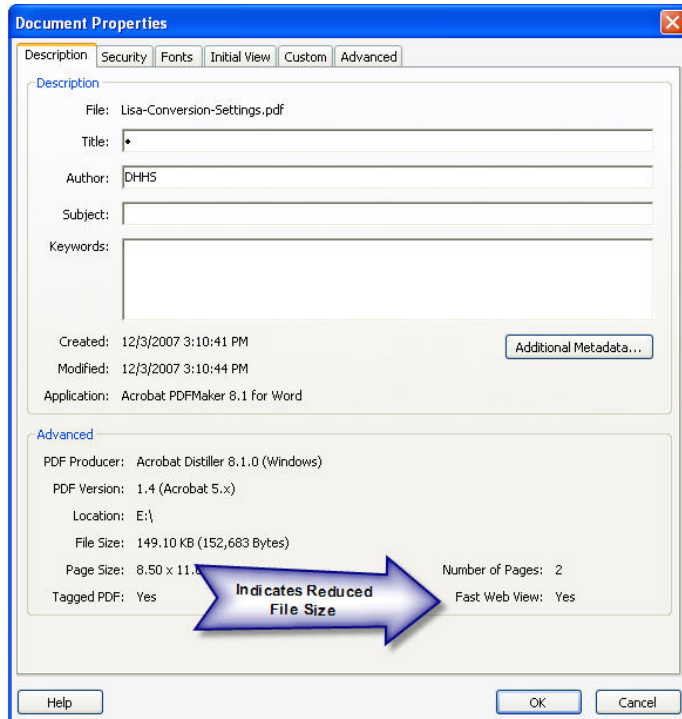 Document Properties
Description Security Fonts Initial View Custom Advanced
Description
File: Lisa-Conversion-Settings.pdf
Title: •
Author: DHHS
Subject:
Keywords:
Created: 12/3/2007 3:10:41 PM
Additional Metadata...
Modified: 12/3/2007 3:10:44 PM
Application: Acrobat PDFMaker 8.1 for Word
Advanced
PDF Producer: Acrobat Distiller 8.1.0 (Windows)
PDF Version: 1.4 (Acrobat 5.x)
Location: E:\
File Size: 149.10 KB (152,683 Bytes)
Page Size: 8.50 x 11. Number of Pages: 2
Tagged PDF: Yes Fast Web View: Yes
Indicates Reduced
File Size
Help OK Cancel